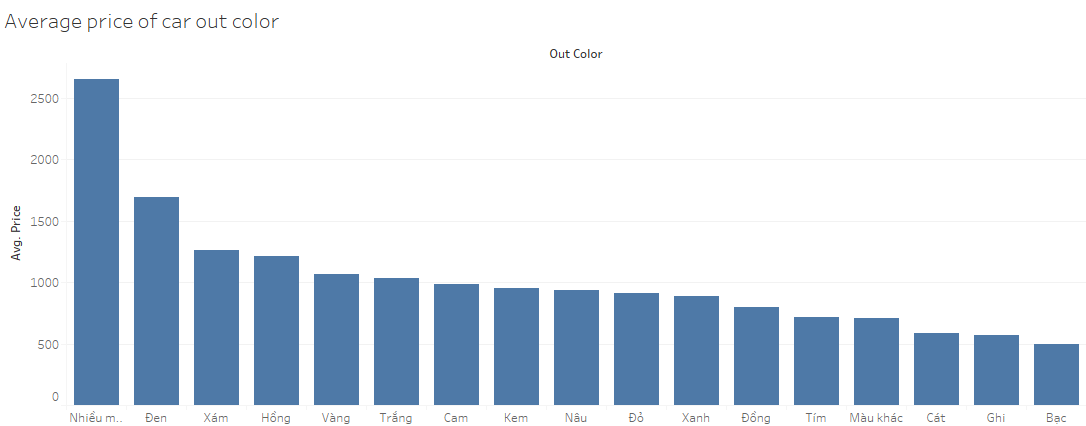 Average price of car out color
Out Color
Avg. Price
2500
2000
1500
1000
500
0
Nhiều m.. Đen Xám Hồng Vàng Trắng Cam Kem Nâu Đỏ Xanh Đồng Tím Màu khác Cát Ghi Bạc